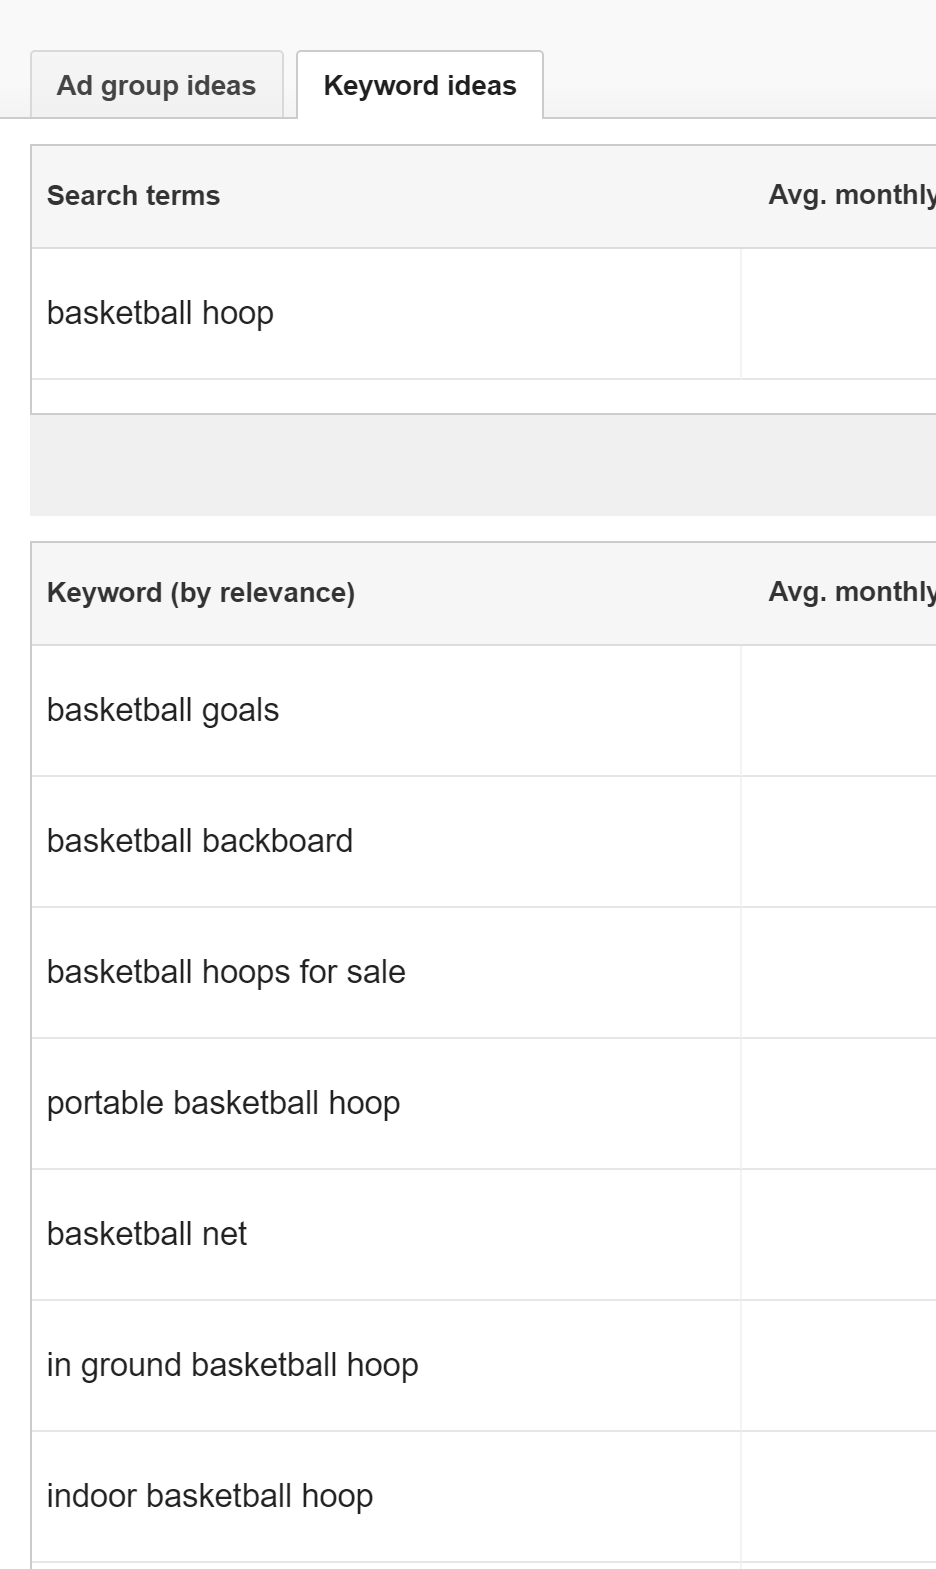 Ad group ideas Keyword ideas
Search terms Avg. monthly
basketball hoop
Keyword (by relevance) Avg. monthly
basketball goals
basketball backboard
basketball hoops for sale
portable basketball hoop
basketball net
in ground basketball hoop
indoor basketball hoop